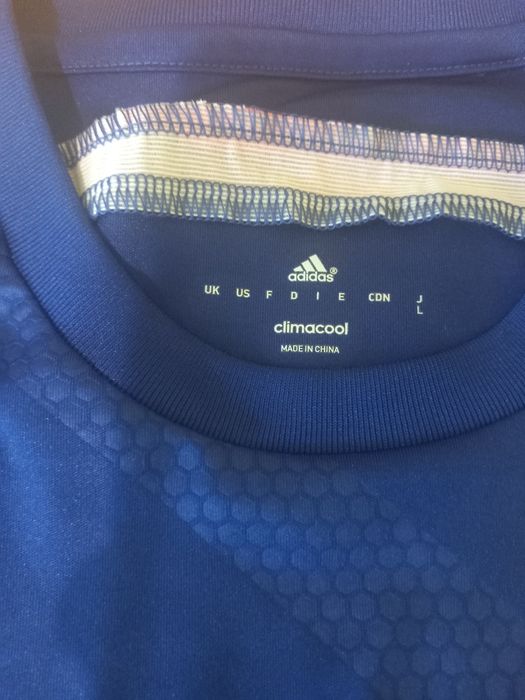 adidas®
UK US F D I E CDN J
L
climacool
MADE IN CHINA